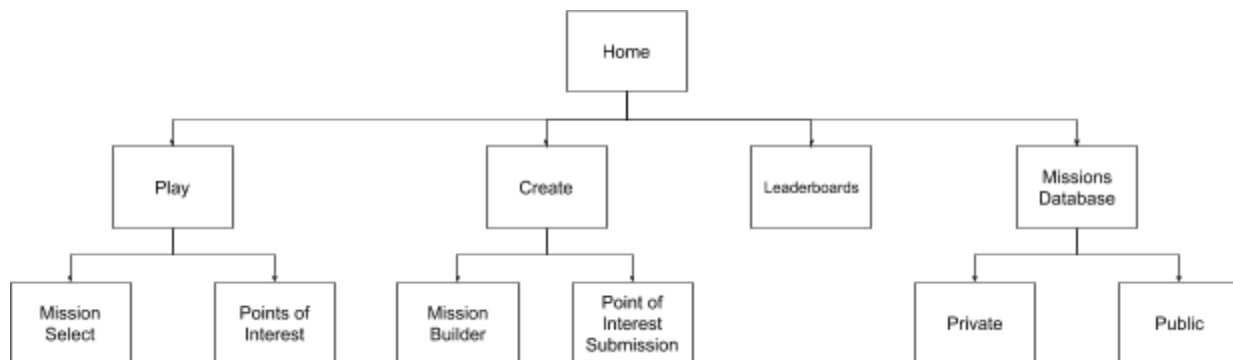 Home
Play
Create
Leaderboards
Missions
Database
Mission
Select
Points of
Interest
Mission
Builder
Point of
Interest
Submission
Private
Public